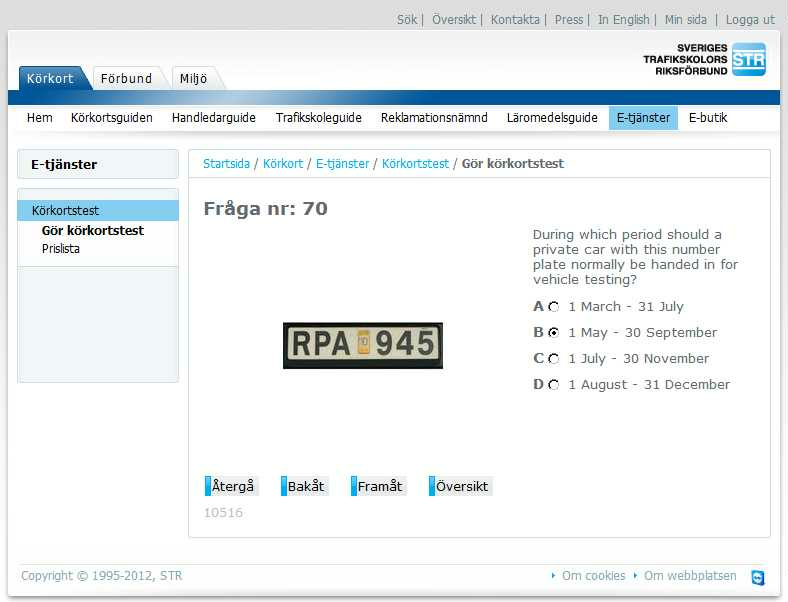 Sök | Översikt | Kontakta | Press | In English | Min sida | Logga ut
SVERIGES
TRAFIKSKOLORS
RIKSFÖRBUND
STR
Körkort Förbund Miljö
Hem Körkortsguiden Handledarguide Trafikskoleguide Reklamationsnämnd Läromedelsguide E-tjänster E-butik
E-tjänster
Startsida / Körkort / E-tjänster / Körkortstest / Gör körkortstest
Körkortstest
Gör körkortstest
Prislista
Fråga nr: 70
During which period should a
private car with this number
plate normally be handed in for
vehicle testing?
A 1 March - 31 July
B 1 May - 30 September
C 1 July - 30 November
D 1 August - 31 December
RPA 10 945
Återgå Bakåt Framåt Översikt
10516
Copyright © 1995-2012, STR
Om cookies Om webbplatsen